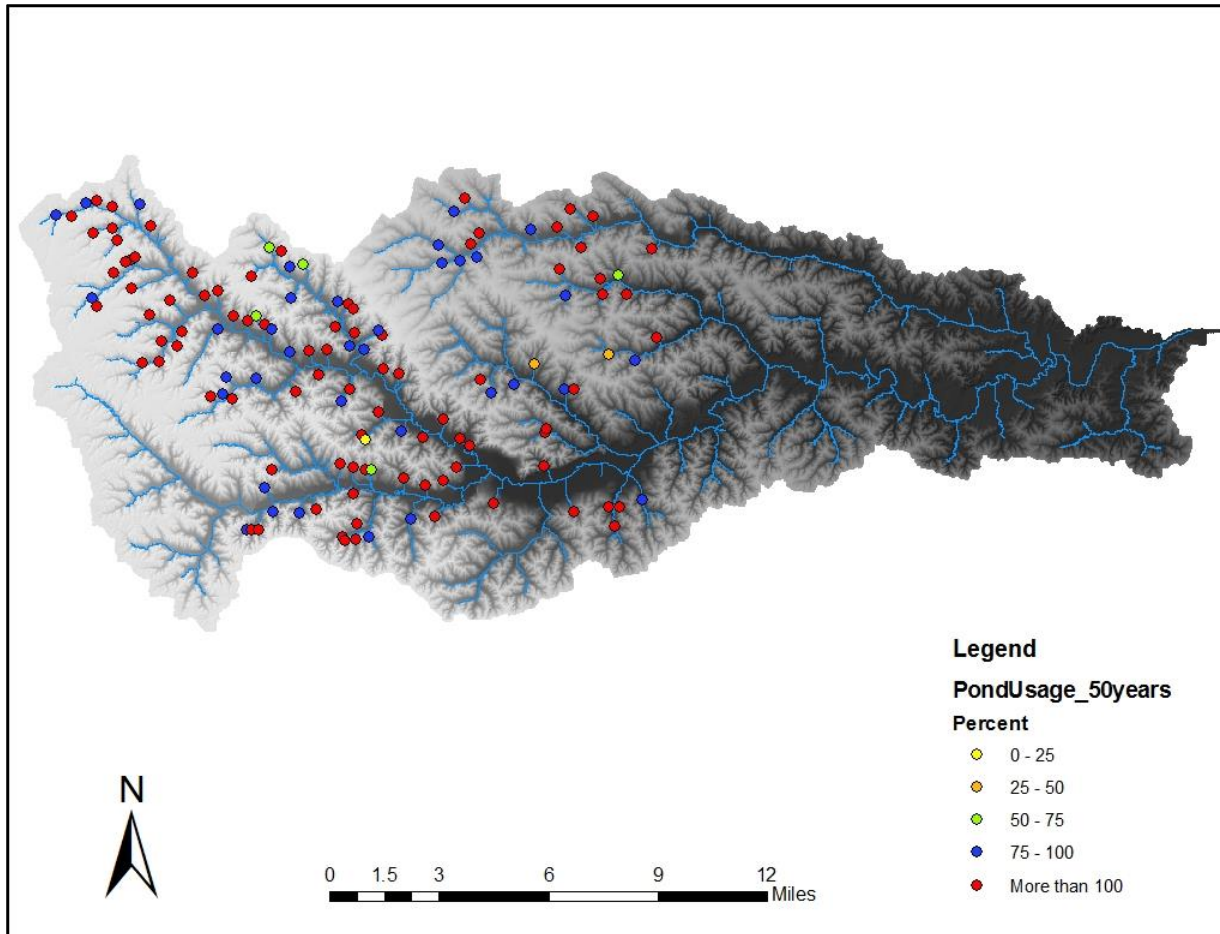 Legend
PondUsage_50years
Percent
0 - 25
25 - 50
50 - 75
75 - 100
More than 100
N
0 1.5 3 6 9 12
Miles